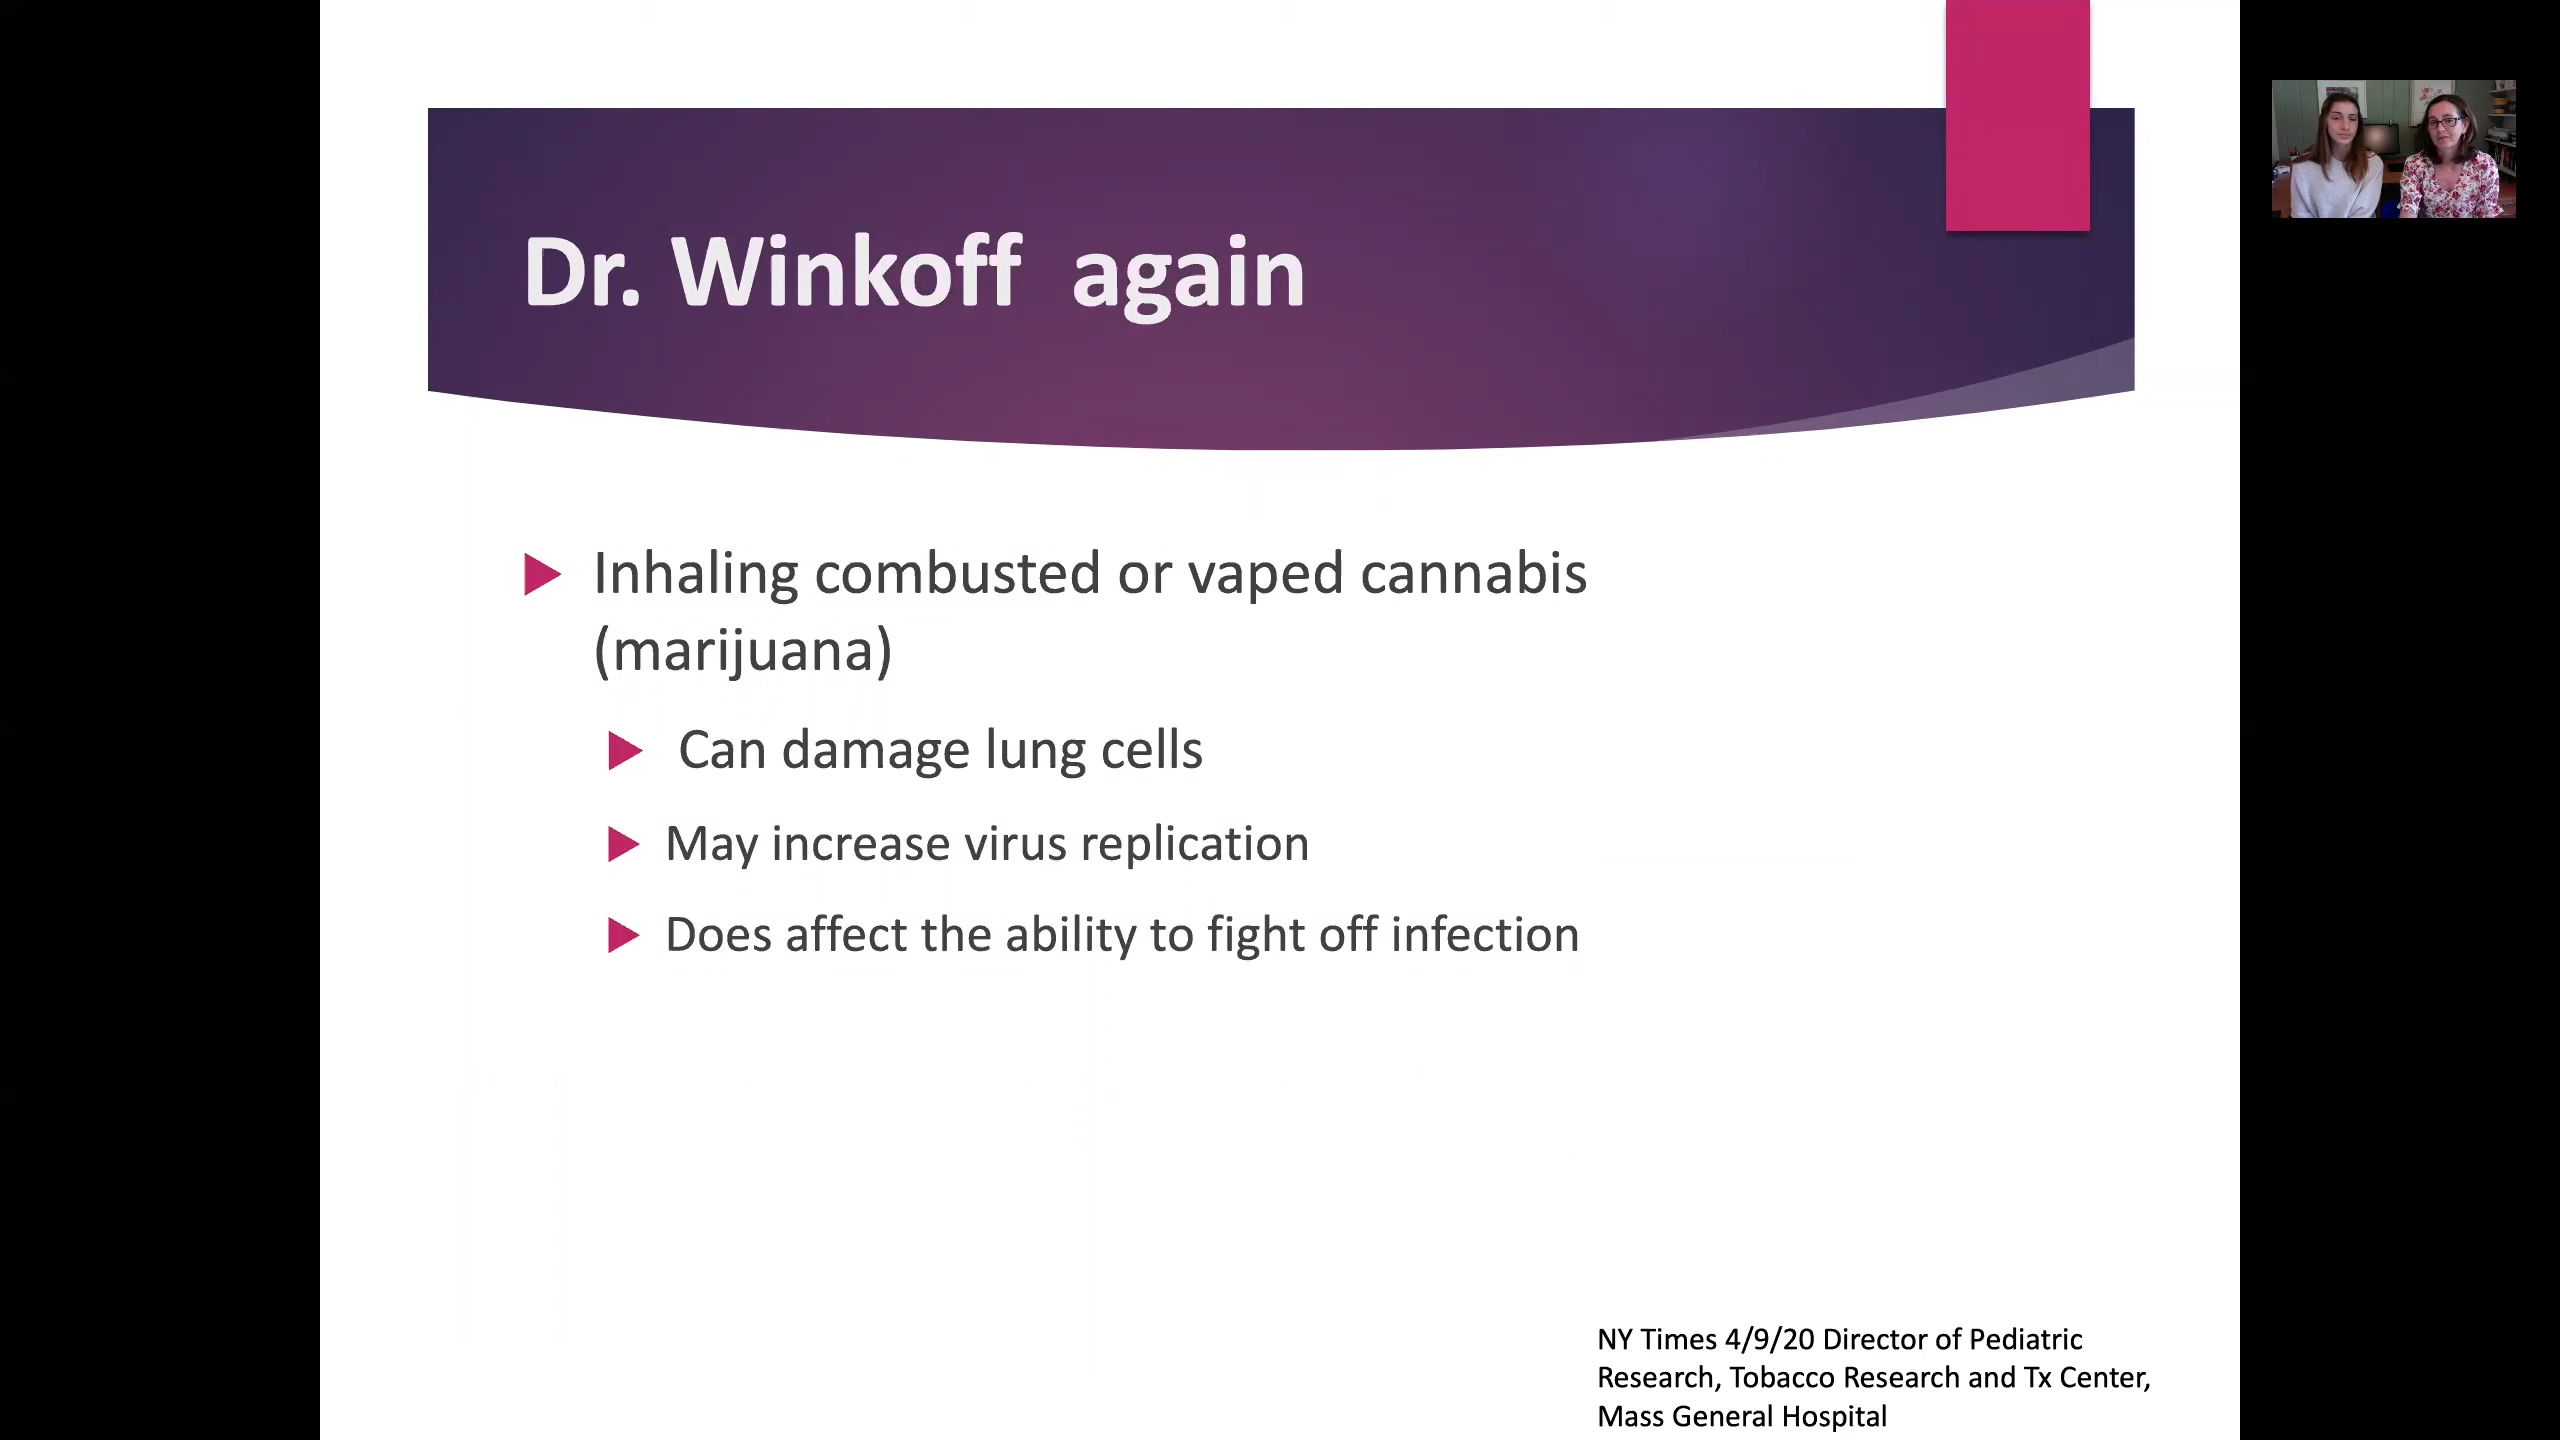 Dr. Winkoff  again
Inhaling combusted or vaped cannabis
(marijuana)
Can damage lung cells
May increase virus replication
Does affect the ability to fight off infection
NY Times 4/9/20 Director of Pediatric
Research, Tobacco Research and Tx Center,
Mass General Hospital